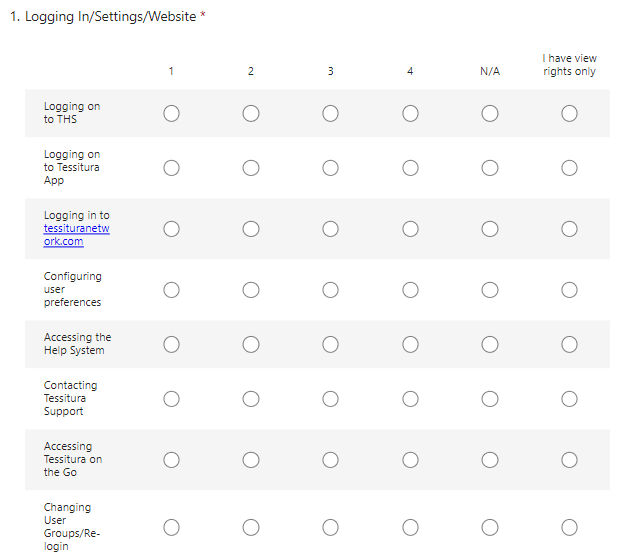 1. Logging In/Settings/Website *
I have view
1 2 3 4 N/A rights only
Logging on
to THS
Logging on
to Tessitura
App
Logging in to
tessituranetw
ork.com
Configuring
user
preferences
Accessing the
Help System
Contacting
Tessitura
Support
Accessing
Tessitura on
the Go
Changing
User
Groups/Re-
login